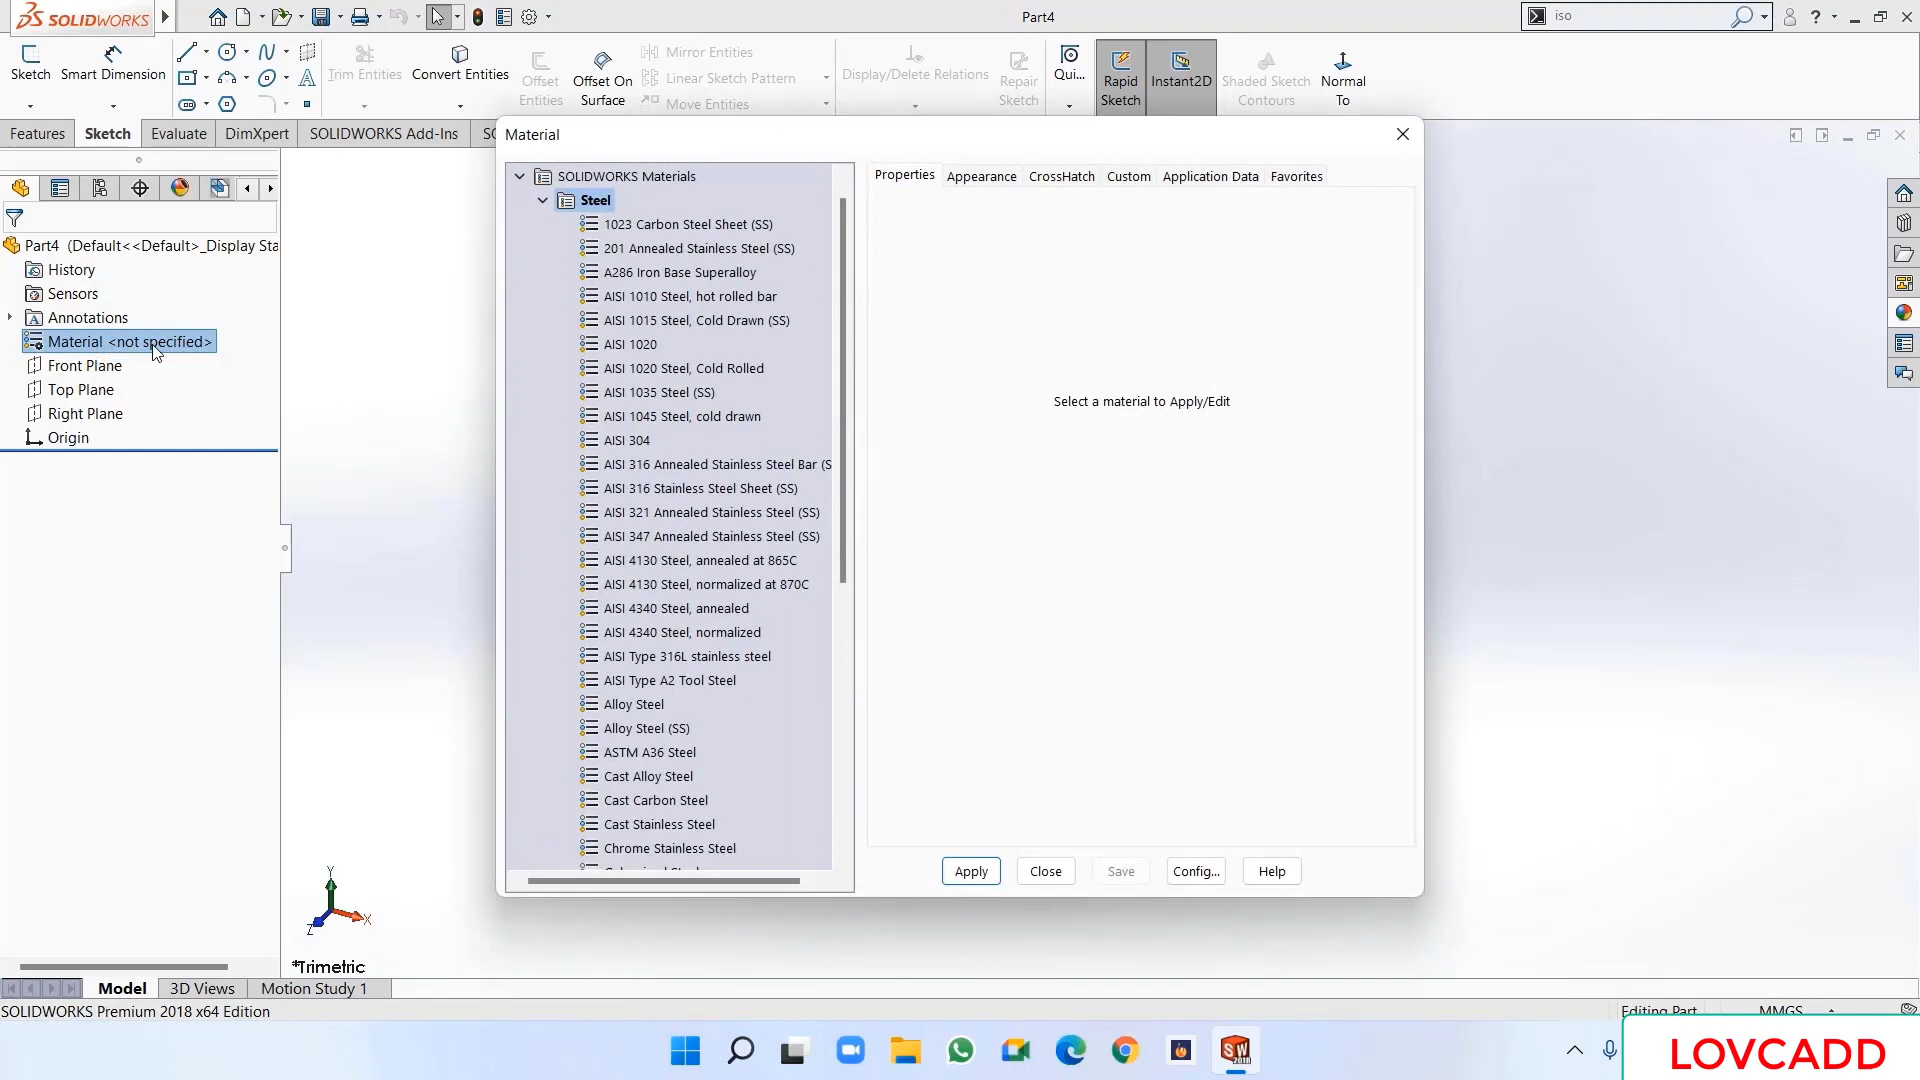 SOLIDWORKS
Part4
iso
Sketch
Smart Dimension
Trim Entities
Convert Entities
Offset Entities
Offset On Surface
Mirror Entities
Linear Sketch Pattern
Move Entities
Display/Delete Relations
Repair Sketch
Qui...
Rapid Sketch
Instant2D
Shaded Sketch Contours
Normal To
Features
Sketch
Evaluate
DimXpert
SOLIDWORKS Add-Ins
Part4 (Default<<Default>_Display Sta
History
Sensors
Annotations
Material <not specified>
Front Plane
Top Plane
Right Plane
Origin
Material
SOLIDWORKS Materials
Steel
1023 Carbon Steel Sheet (SS)
201 Annealed Stainless Steel (SS)
A286 Iron Base Superalloy
AISI 1010 Steel, hot rolled bar
AISI 1015 Steel, Cold Drawn (SS)
AISI 1020
AISI 1020 Steel, Cold Rolled
AISI 1035 Steel (SS)
AISI 1045 Steel, cold drawn
AISI 304
AISI 316 Annealed Stainless Steel Bar (S
AISI 316 Stainless Steel Sheet (SS)
AISI 321 Annealed Stainless Steel (SS)
AISI 347 Annealed Stainless Steel (SS)
AISI 4130 Steel, annealed at 865C
AISI 4130 Steel, normalized at 870C
AISI 4340 Steel, annealed
AISI 4340 Steel, normalized
AISI Type 316L stainless steel
AISI Type A2 Tool Steel
Alloy Steel
Alloy Steel (SS)
ASTM A36 Steel
Cast Alloy Steel
Cast Carbon Steel
Cast Stainless Steel
Chrome Stainless Steel
Properties
Appearance
CrossHatch
Custom
Application Data
Favorites
Select a material to Apply/Edit
Apply
Close
Save
Config...
Help
Y
X
Z
*Trimetric
Model
3D Views
Motion Study 1
SOLIDWORKS Premium 2018 x64 Edition
Editing Part
MMGS
LOVCADD